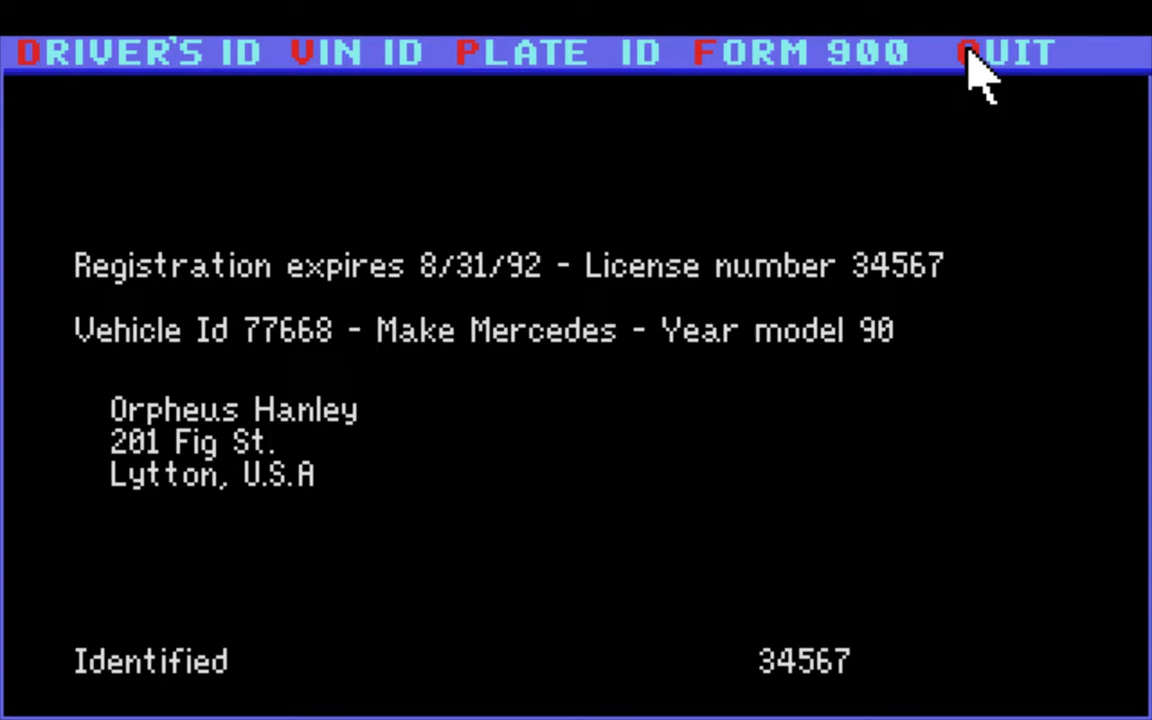 DRIVER'S ID VIN ID PLATE ID FORM 900 QUIT
Registration expires 8/31/92 - License number 34567
Vehicle Id 77668 - Make Mercedes - Year model 90
Orpheus Hanley
201 Fig St.
Lytton, U.S.A
Identified 34567